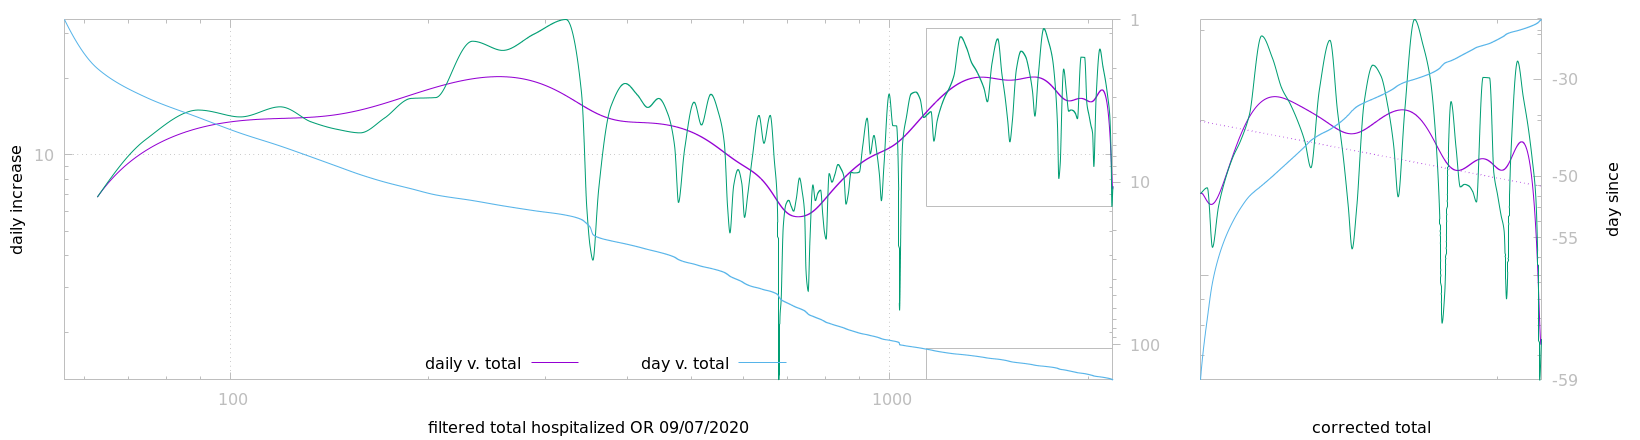 daily increase
10
daily v. total
day v. total
100
1000
filtered total hospitalized OR 09/07/2020
1
10
100
-30
-50
-55
-59
day since
corrected total